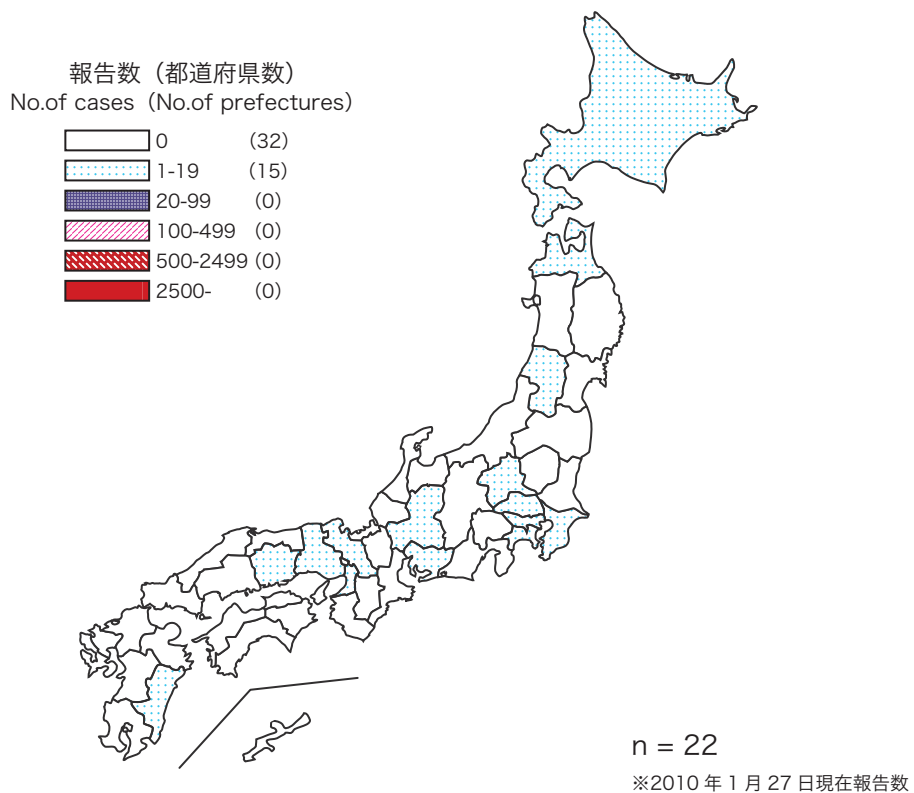 報告数（都道府県数）
No.of cases（No.of prefectures）
0 (32)
1-19 (15)
20-99 (0)
100-499 (0)
500-2499 (0)
2500- (0)
n = 22
※2010 年 1 月 27 日現在報告数